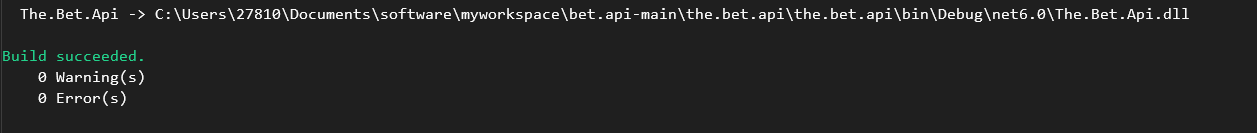 The.Bet.Api -> C:\Users\27810\Documents\software\myworkspace\bet.api-main\the.bet.api\the.bet.api\bin\Debug\net6.0\The.Bet.Api.dll
Build succeeded.
0 Warning(s)
0 Error(s)